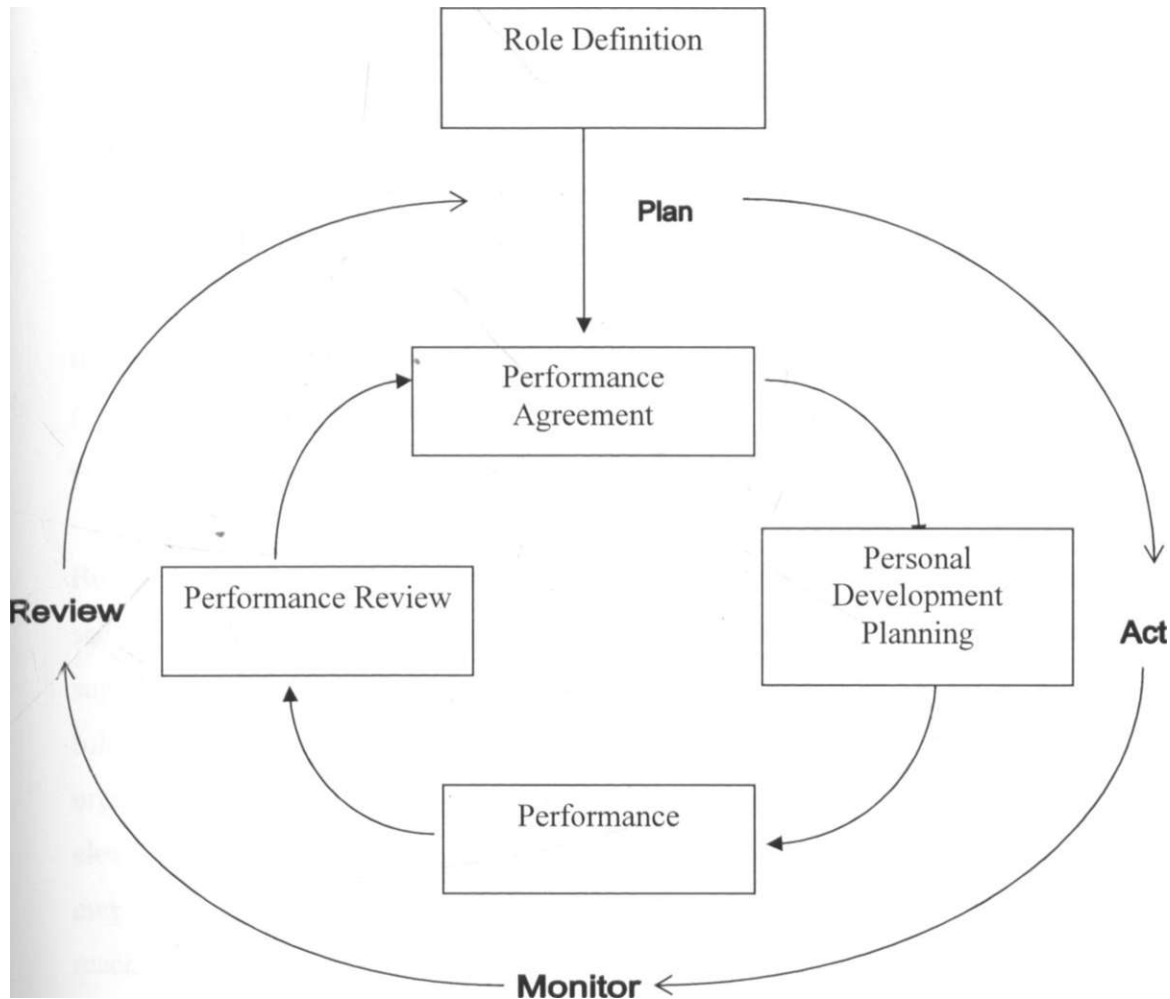 Role Definition
Plan
Performance
Agreement
Personal
Development
Planning
Performance Review
Review
Act
Performance
Monitor